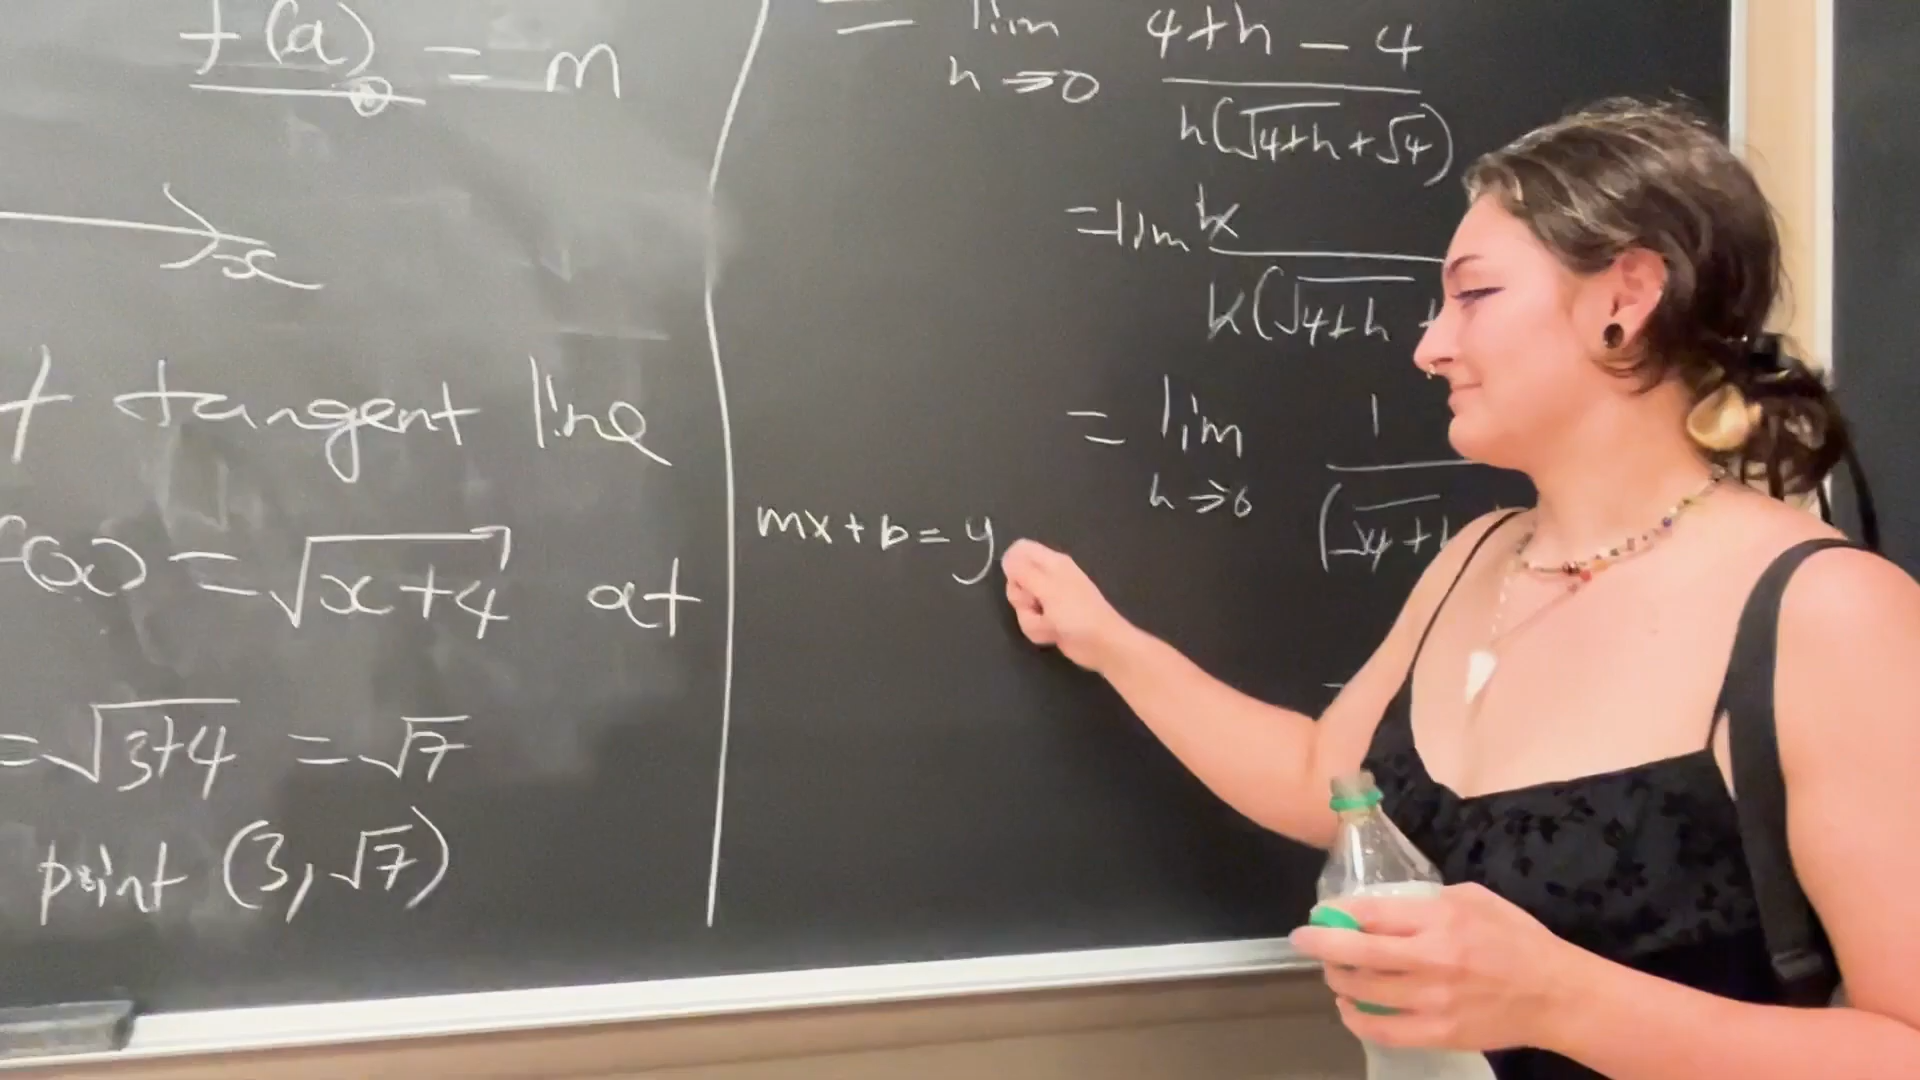 f(a) = m
x
tangent line
f(x) = √x+4 at
= √3+4 = √7
point (3, √7)
= lim h→0 4+h-4
h(√4+h + √4)
= lim h
h(√4+h +
= lim h→0 1
(√4+h
mx+b=y